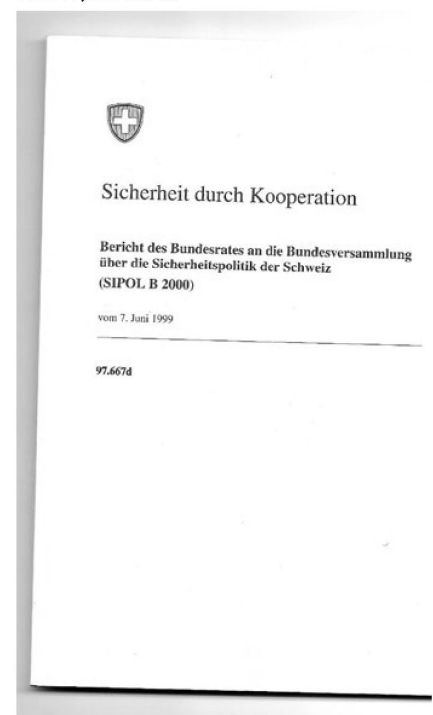 Sicherheit durch Kooperation
Bericht des Bundesrates an die Bundesversammlung
über die Sicherheitspolitik der Schweiz
(SIPOL B 2000)
vom 7. Juni 1999
97.667d